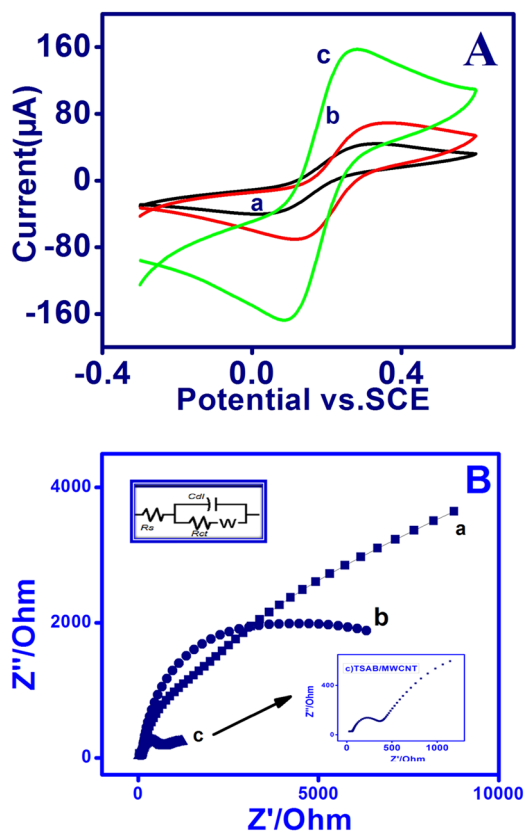 A
160
80
0
-80
-160
Current(µA)
c
b
a
-0.4
0.0
0.4
Potential vs.SCE
B
4000
2000
0
Z''/Ohm
Cdl
Rs
Rct
W
a
b
c
c)TSAB/MWCNT
400
0
Z''/Ohm
0
500
1000
Z'/Ohm
0
5000
10000
Z'/Ohm